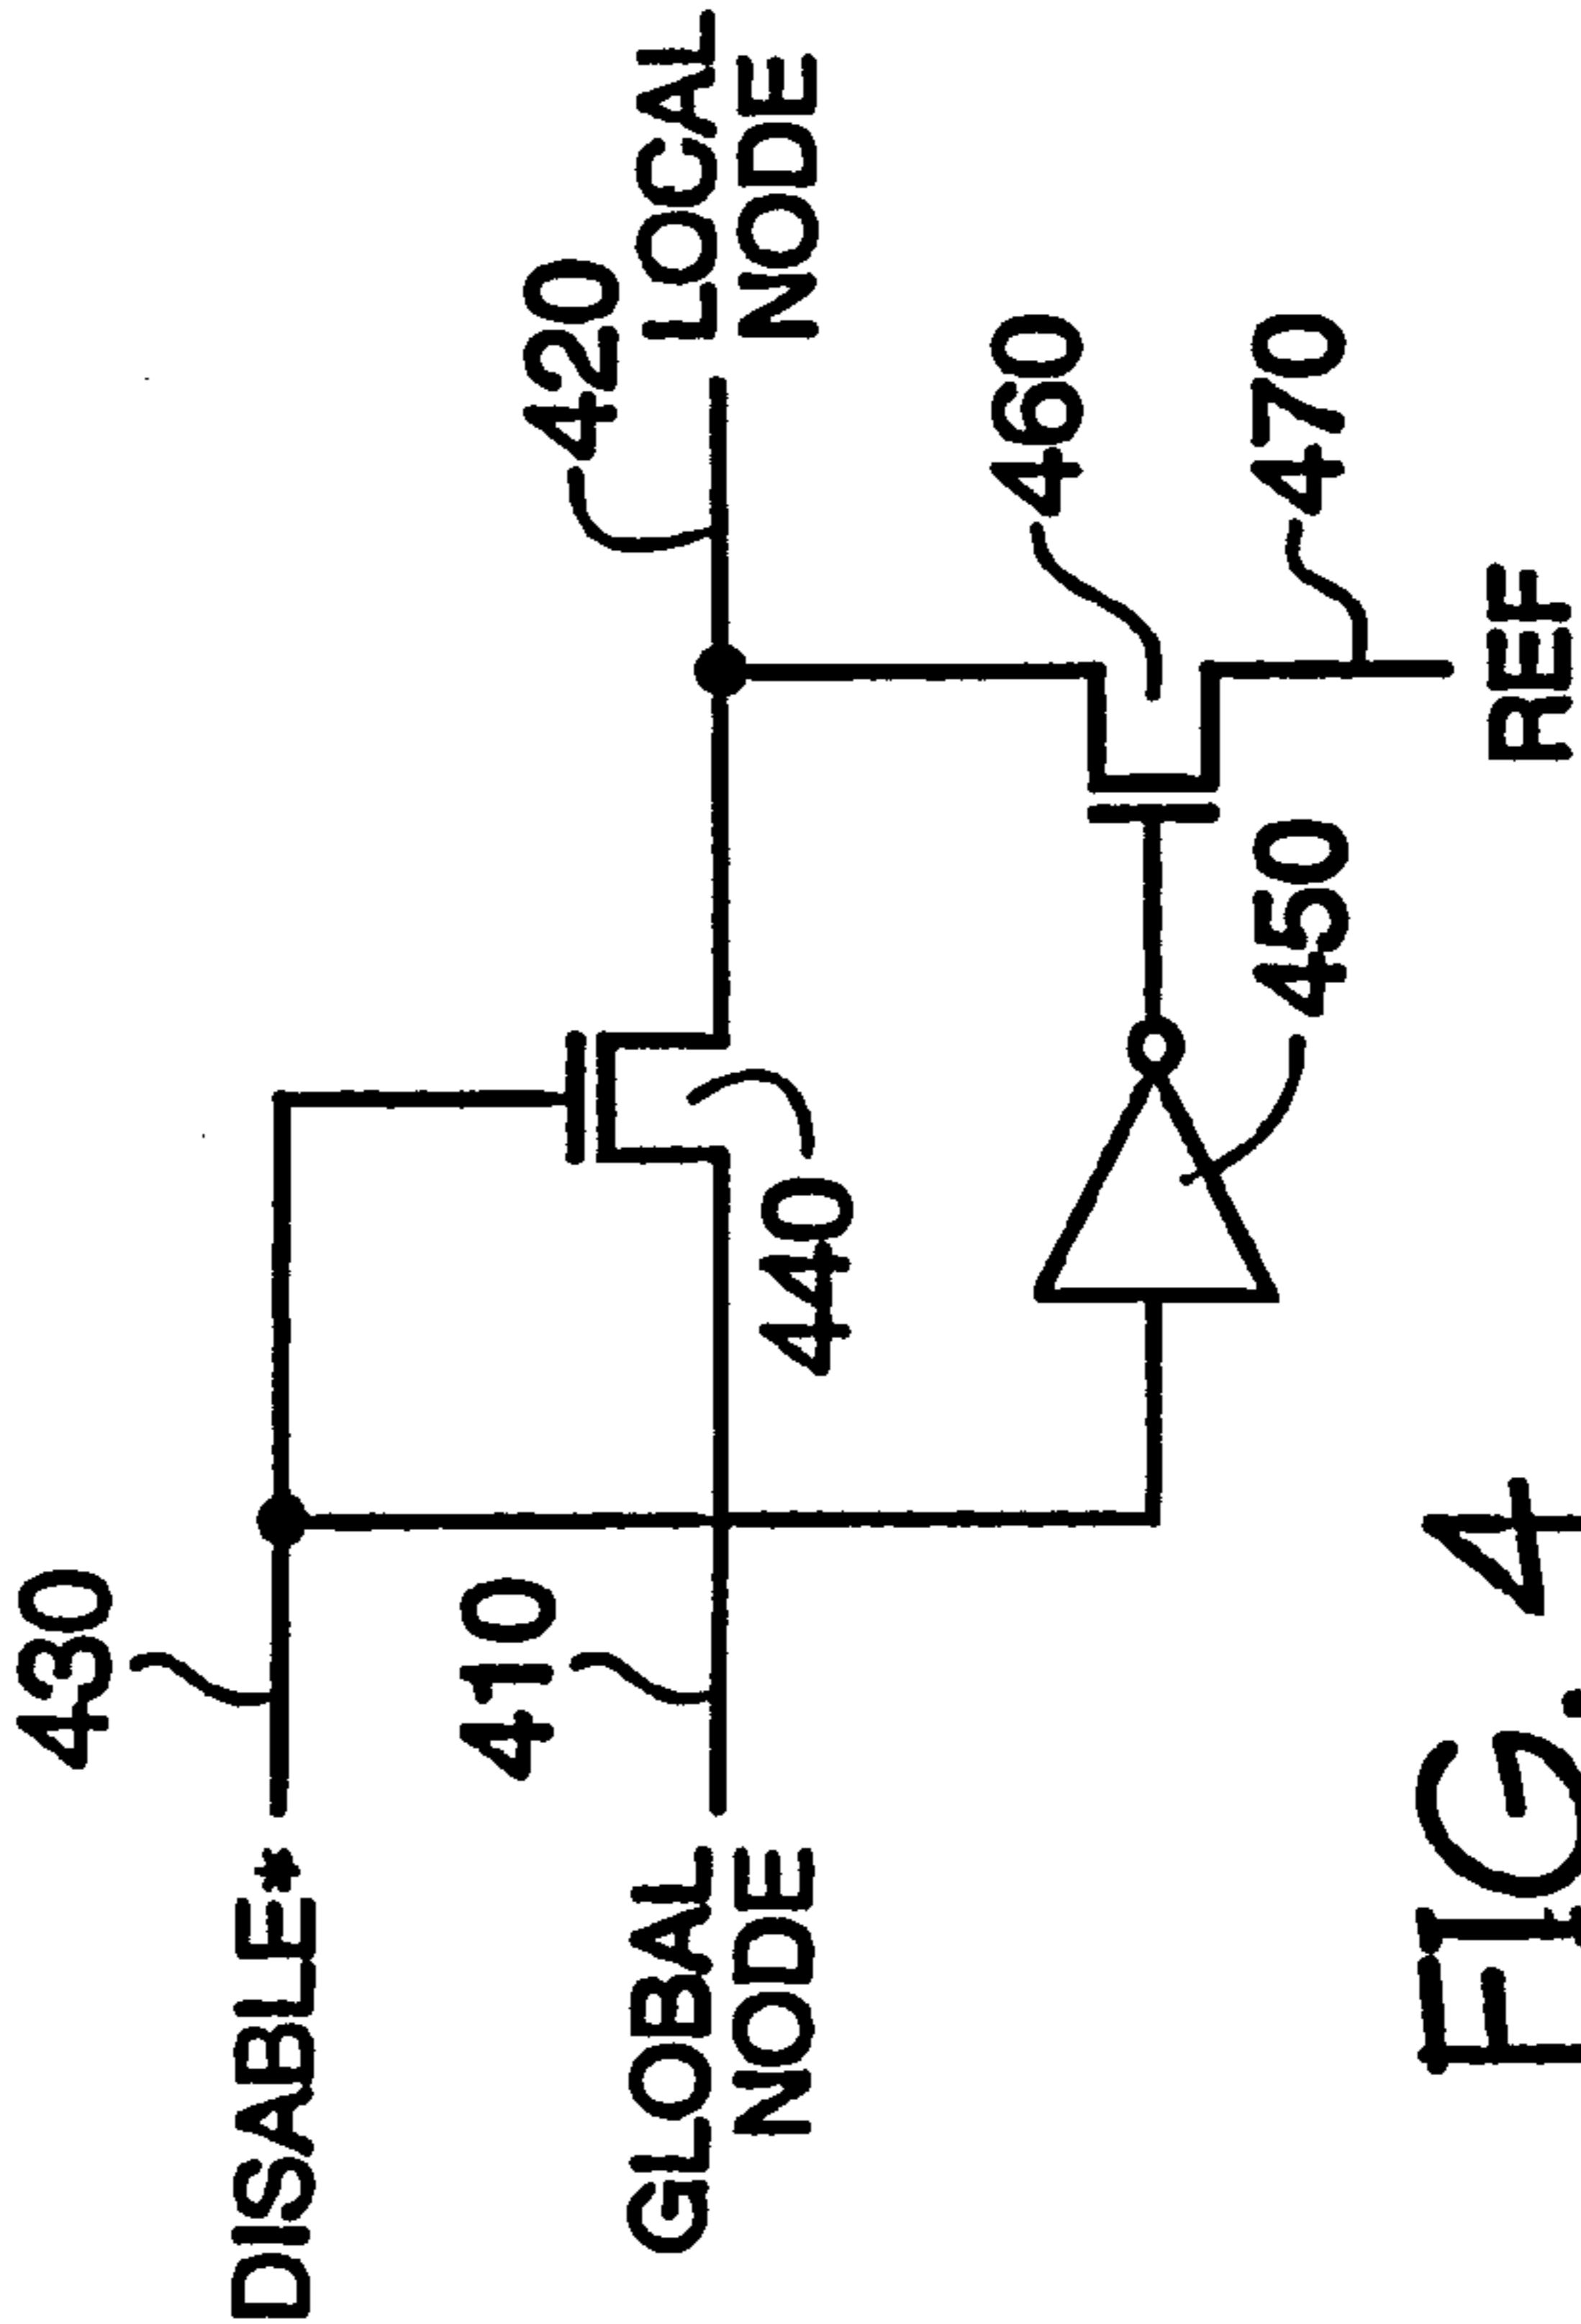 430
DISABLE*
410
GLOBAL
NODE
440
420
LOCAL
NODE
450
460
470
REF
FIG. 4